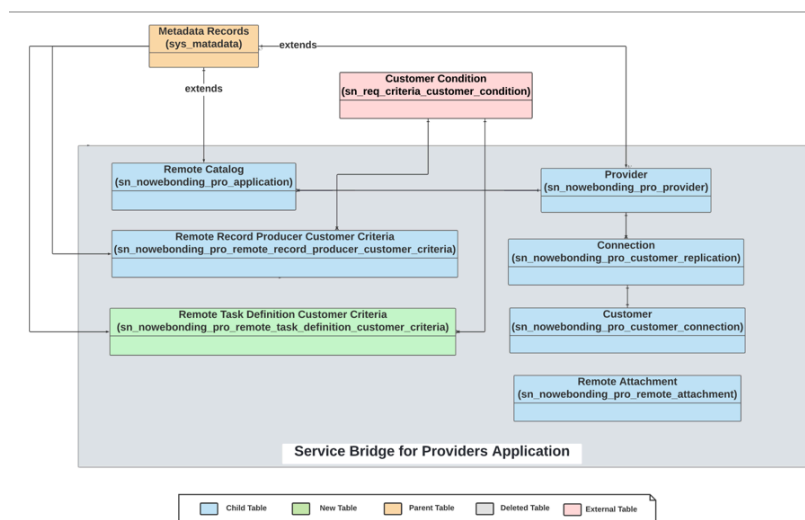 Metadata Records
(sys_matadata)
extends
extends
Customer Condition
(sn_req_criteria_customer_condition)
Remote Catalog
(sn_nowebonding_pro_application)
Provider
(sn_nowebonding_pro_provider)
Remote Record Producer Customer Criteria
(sn_nowebonding_pro_remote_record_producer_customer_criteria)
Connection
(sn_nowebonding_pro_customer_replication)
Remote Task Definition Customer Criteria
(sn_nowebonding_pro_remote_task_definition_customer_criteria)
Customer
(sn_nowebonding_pro_customer_connection)
Remote Attachment
(sn_nowebonding_pro_remote_attachment)
Service Bridge for Providers Application
Child Table
New Table
Parent Table
Deleted Table
External Table